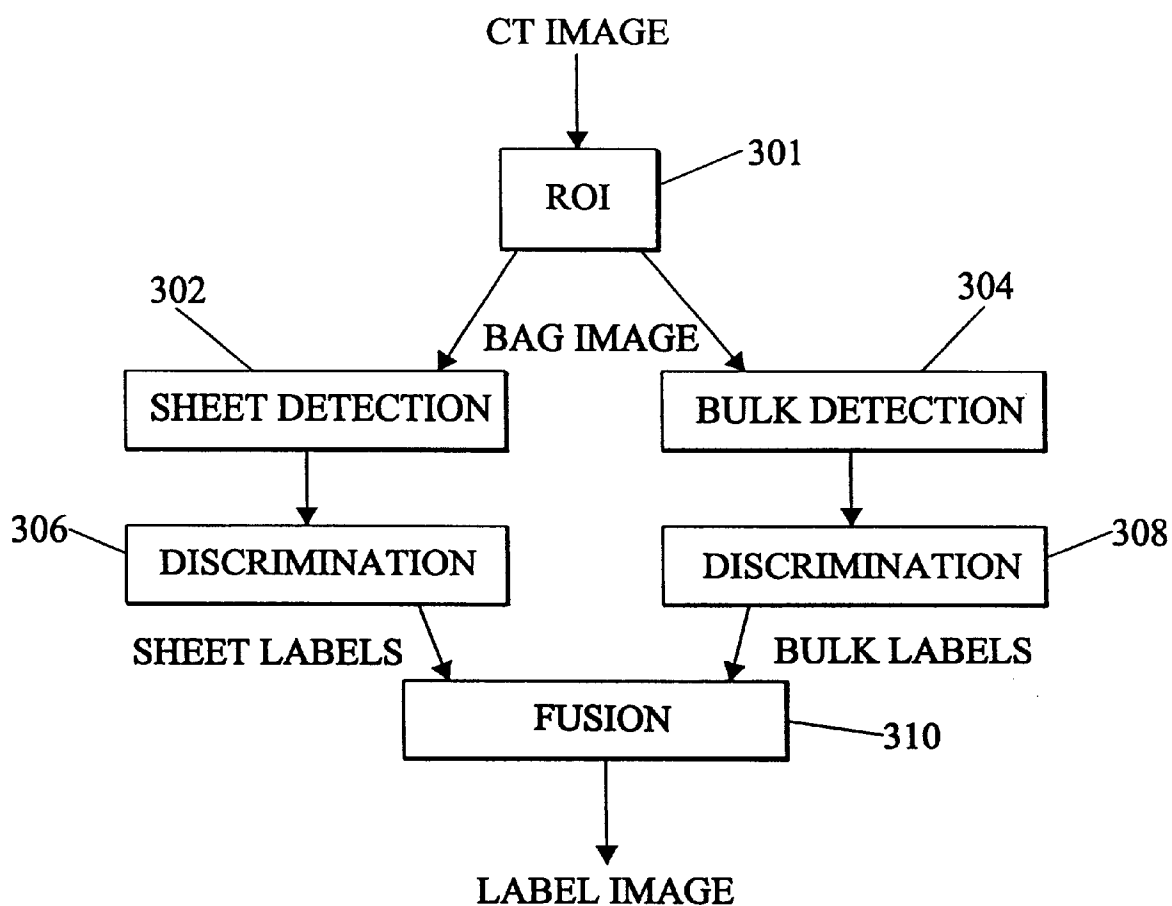 CT IMAGE
301
ROI
302
304
BAG IMAGE
SHEET DETECTION
BULK DETECTION
306
308
DISCRIMINATION
DISCRIMINATION
SHEET LABELS
BULK LABELS
FUSION
310
LABEL IMAGE